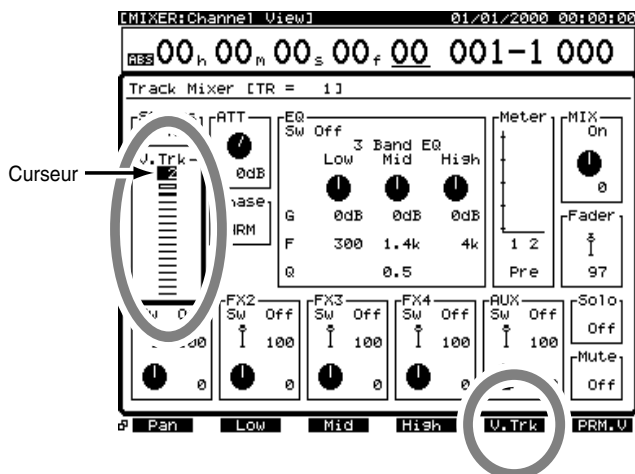 [MIXER:Channel View] 01/01/2000 00:00:00
ABS 00h 00m 00s 00f 00 001-1 000
Track Mixer [TR = 1]
ATT EQ Meter MIX
Sw Off On
3 Band EQ
V.Trk Low Mid High
Curseur 2
0dB 0
G 0dB 0dB 0dB Fader
F 300 1.4k 4k 1 2
Q 0.5 Pre 97
FX2 FX3 FX4 AUX Solo
Sw Off Sw Off Sw Off Sw Off Off
100 100 100 100
Mute
0 0 0 0 0 Off
Pan Low Mid High V.Trk PRM.V